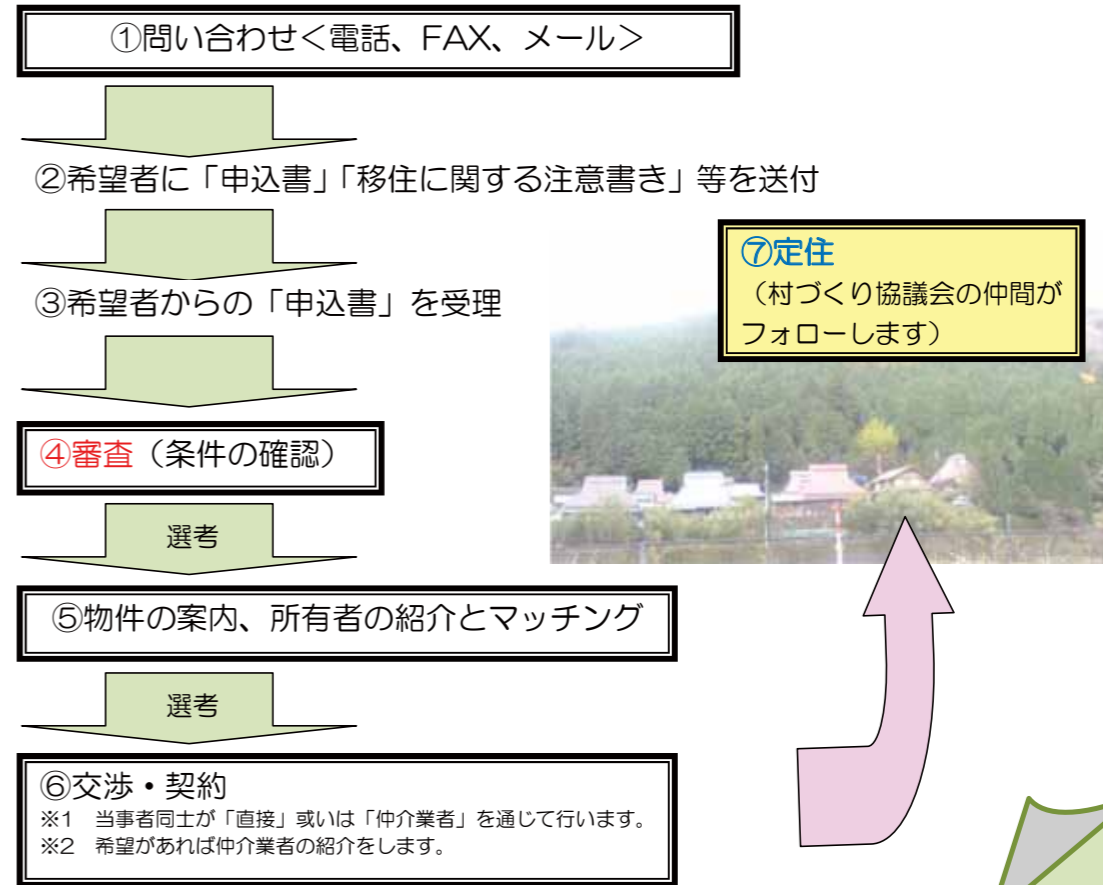 ①問い合わせ＜電話、FAX、メール＞
②希望者に「申込書」「移住に関する注意書き」等を送付
③希望者からの「申込書」を受理
④審査（条件の確認）
選考
⑤物件の案内、所有者の紹介とマッチング
選考
⑥交渉・契約
※1　当事者同士が「直接」或いは「仲介業者」を通じて行います。
※2　希望があれば仲介業者の紹介をします。
⑦定住
（村づくり協議会の仲間が
フォローします）